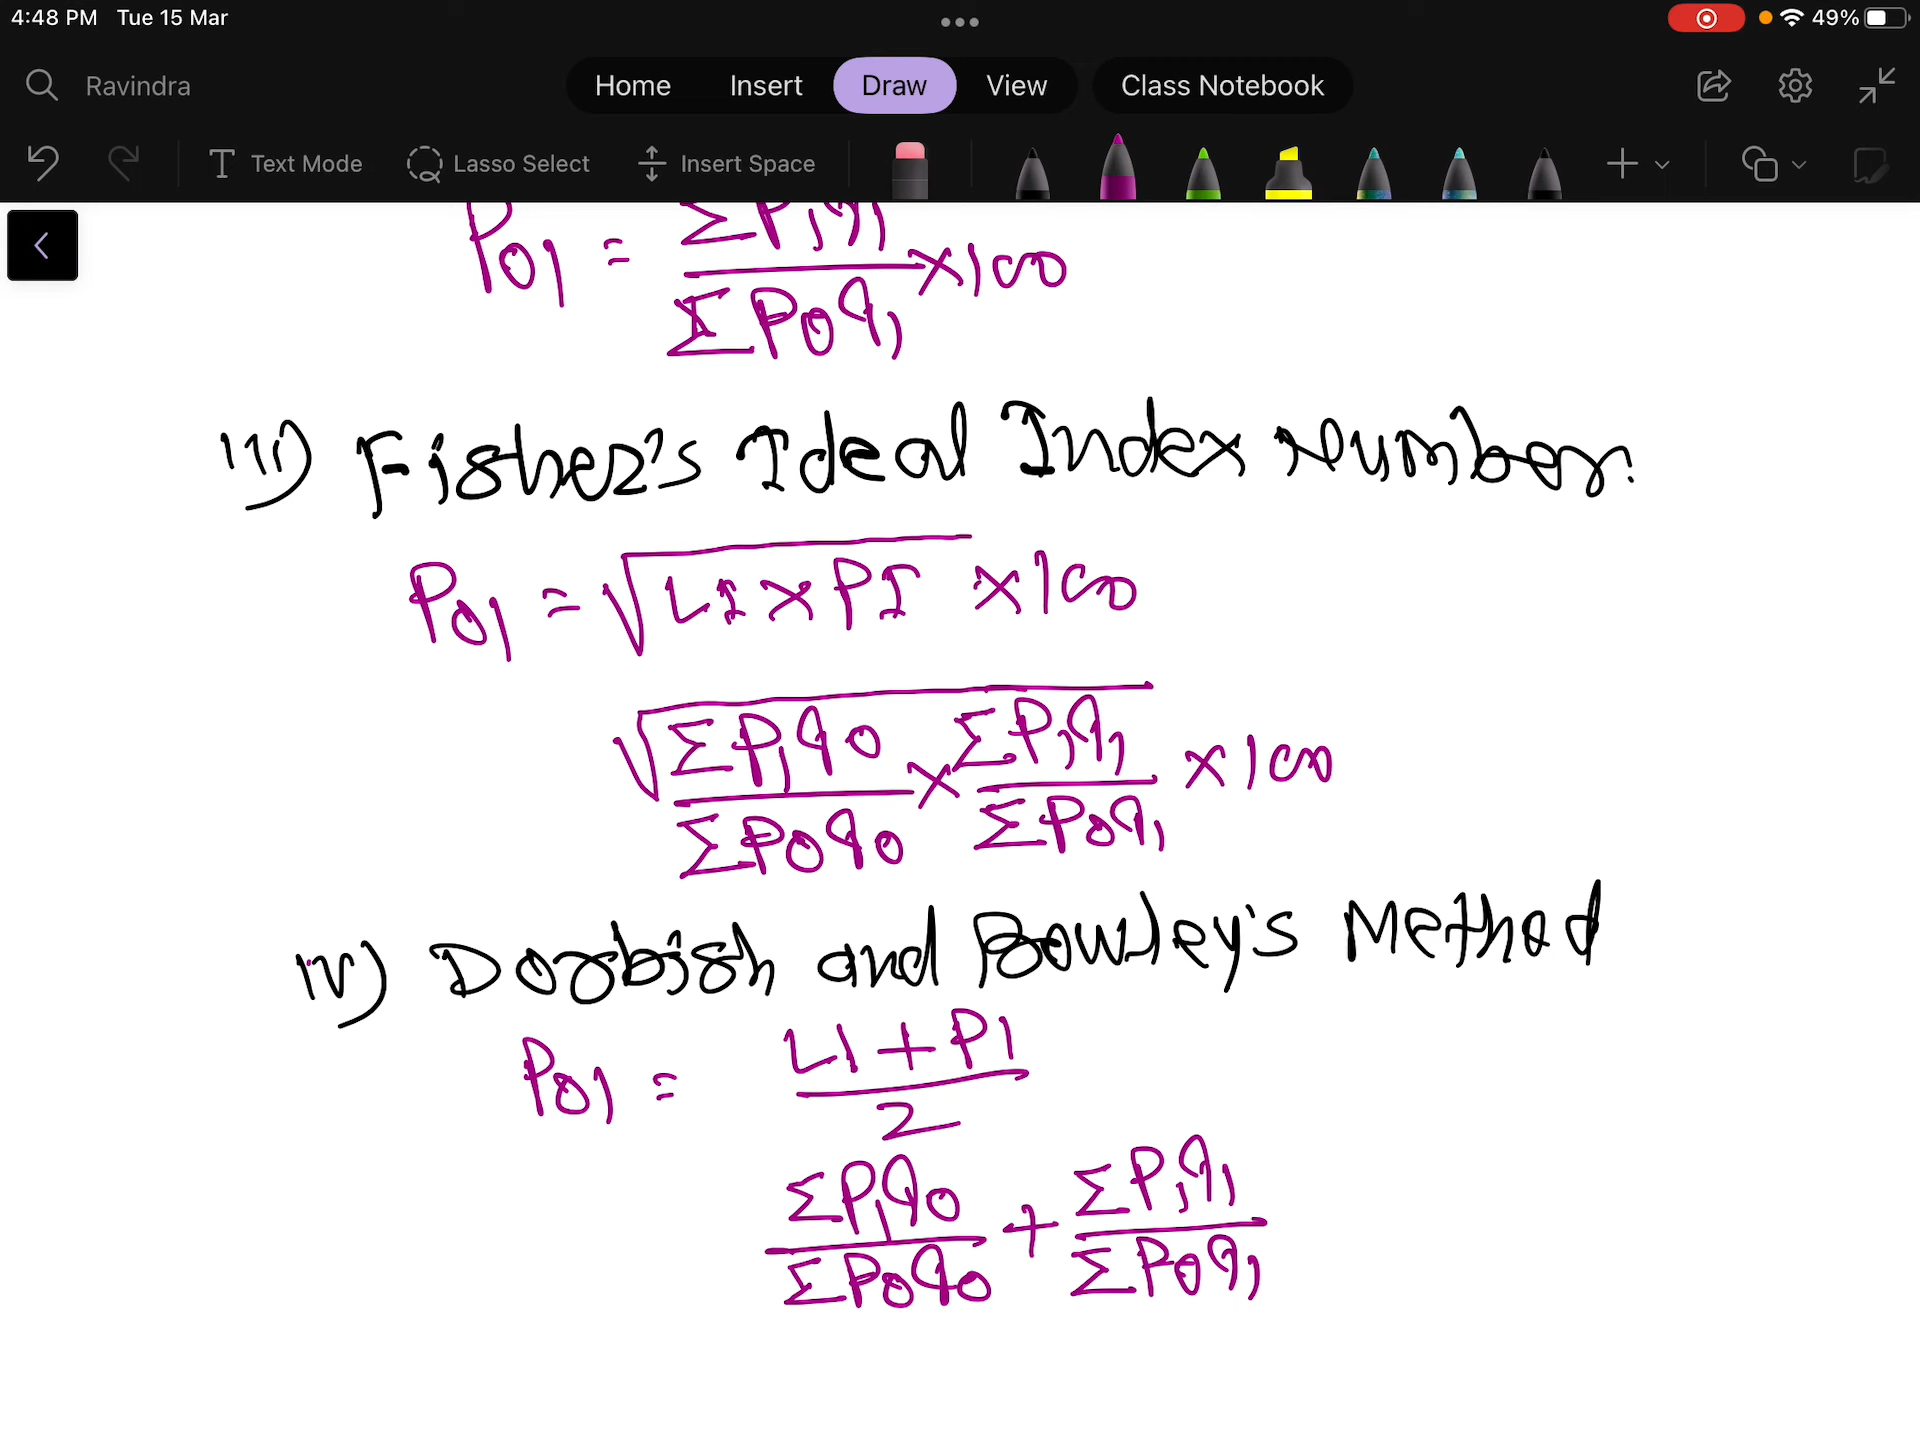 4:48 PM Tue 15 Mar
49%
Ravindra
Home Insert Draw View Class Notebook
Text Mode Lasso Select Insert Space
P01 = ΣP1q1 / ΣP0q1 ×100
iii) Fisher's Ideal Index Number.
P01 = √LI × PI ×100
√ΣP1q0 / ΣP0q0 × ΣP1q1 / ΣP0q1 ×100
iv) Dorbish and Bowley's Method
P01 = LI + PI / 2
ΣP1q0 / ΣP0q0 + ΣP1q1 / ΣP0q1